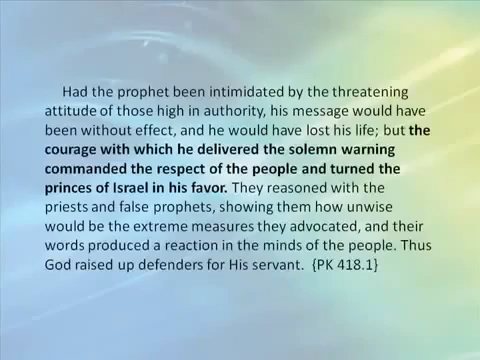 Had the prophet been intimidated by the threatening
attitude of those high in authority, his message would have
been without effect, and he would have lost his life; but the
courage with which he delivered the solemn warning
commanded the respect of the people and turned the
princes of Israel in his favor. They reasoned with the
priests and false prophets, showing them how unwise
would be the extreme measures they advocated, and their
words produced a reaction in the minds of the people. Thus
God raised up defenders for His servant. {PK 418.1}